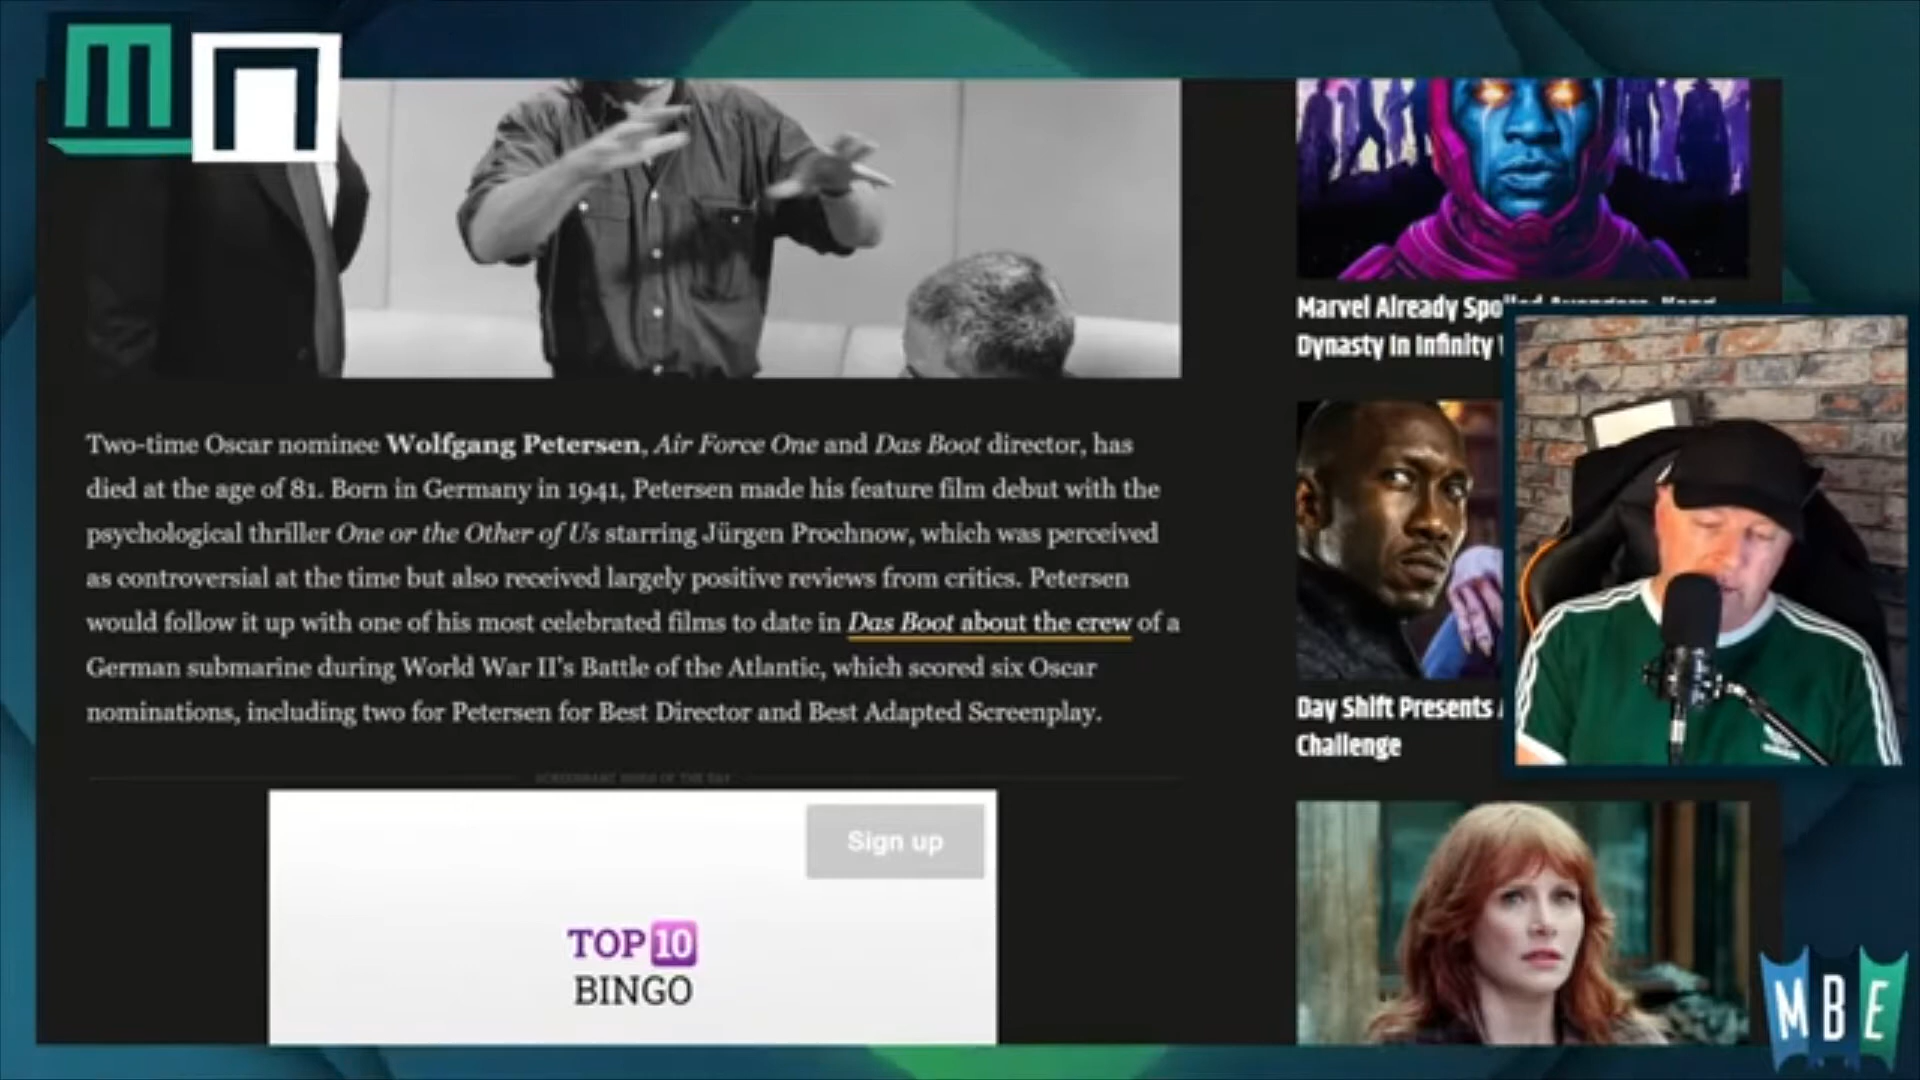 Two-time Oscar nominee Wolfgang Petersen, Air Force One and Das Boot director, has
died at the age of 81. Born in Germany in 1941, Petersen made his feature film debut with the
psychological thriller One or the Other of Us starring Jürgen Prochnow, which was perceived
as controversial at the time but also received largely positive reviews from critics. Petersen
would follow it up with one of his most celebrated films to date in Das Boot about the crew of a
German submarine during World War II's Battle of the Atlantic, which scored six Oscar
nominations, including two for Petersen for Best Director and Best Adapted Screenplay.
SCREENRANT VIDEO OF THE DAY
Sign up
TOP 10
BINGO
Marvel Already
Dynasty In Infinity
Day Shift Presents
Challenge
MBE